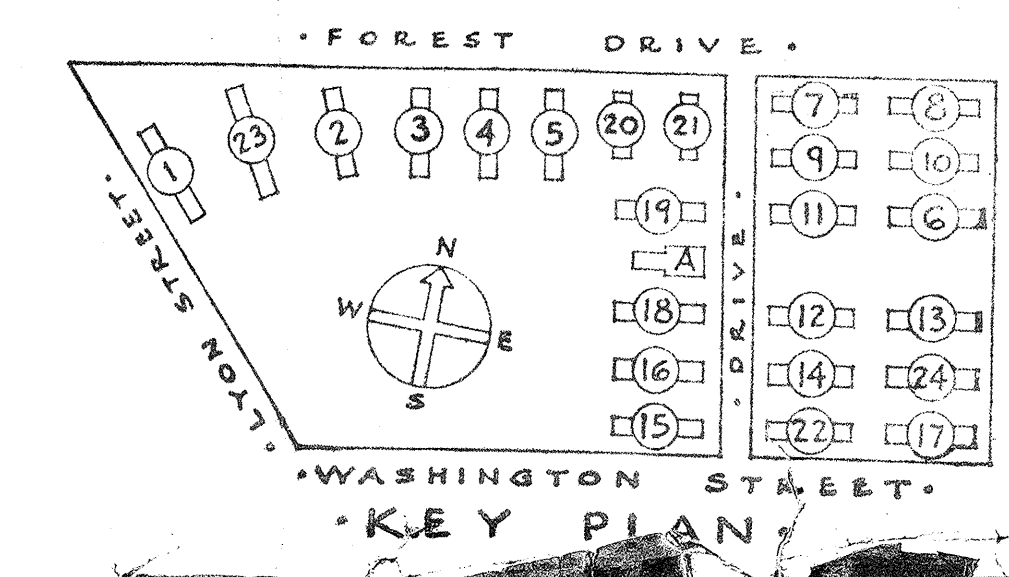 · FOREST DRIVE ·
1 23 2 3 4 5 20 21 7 8
9 10
19 11 6
A
18 12 13
16 14 24
15 22 17
· LYON STREET ·
· DRIVE ·
N
W E
S
· WASHINGTON STREET ·
· KEY PLAN ·